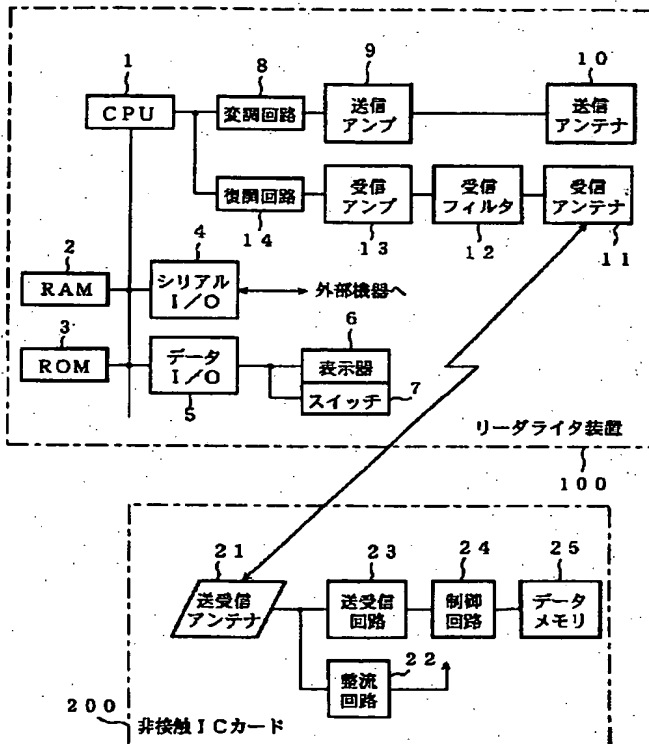 1
CPU
8
変調回路
9
送信
アンプ
10
送信
アンテナ
復調回路
14
受信
アンプ
13
受信
フィルタ
12
受信
アンテナ
11
2
RAM
4
シリアル
I/O
外部機器へ
3
ROM
データ
I/O
5
6
表示器
スイッチ
7
リーダライタ装置
100
21
送受信
アンテナ
23
送受信
回路
24
制御
回路
25
データ
メモリ
整流
回路
22
200
非接触ICカード